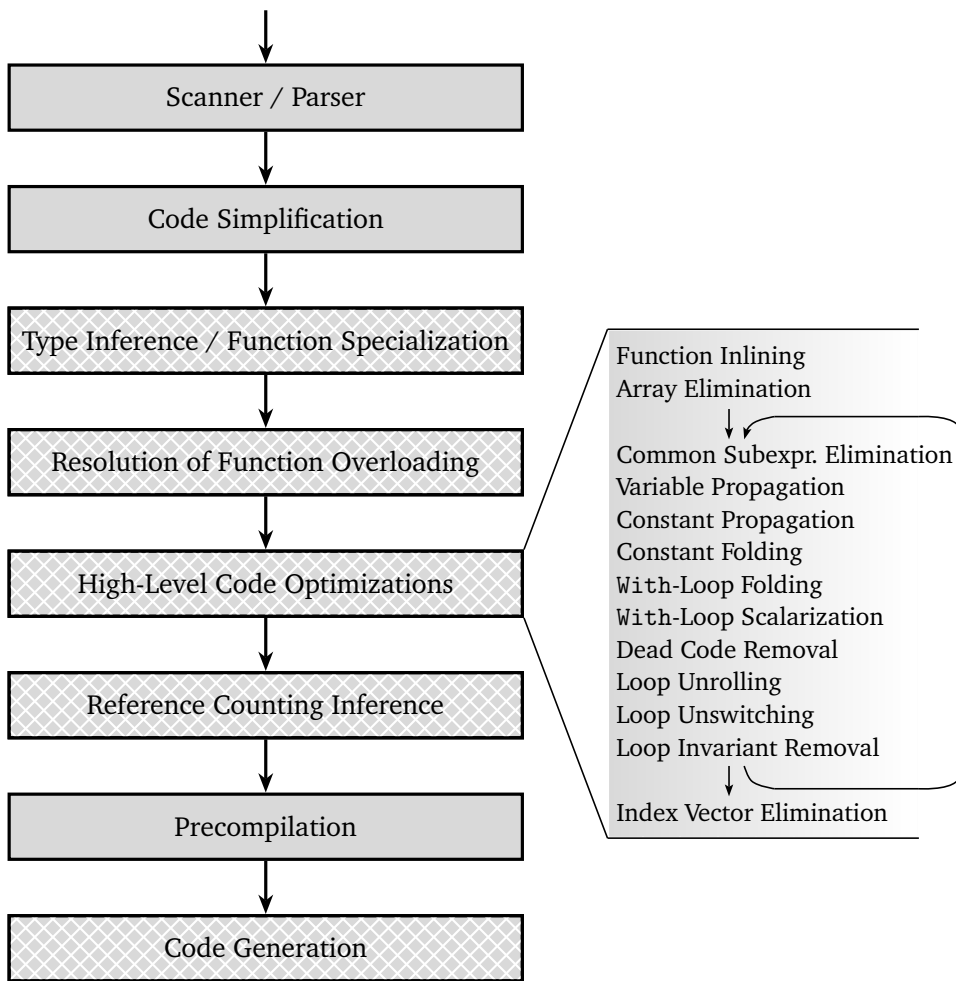 Scanner / Parser
Code Simplification
Type Inference / Function Specialization
Resolution of Function Overloading
High-Level Code Optimizations
Reference Counting Inference
Precompilation
Code Generation
Function Inlining
Array Elimination
Common Subexpr. Elimination
Variable Propagation
Constant Propagation
Constant Folding
With-Loop Folding
With-Loop Scalarization
Dead Code Removal
Loop Unrolling
Loop Unswitching
Loop Invariant Removal
Index Vector Elimination